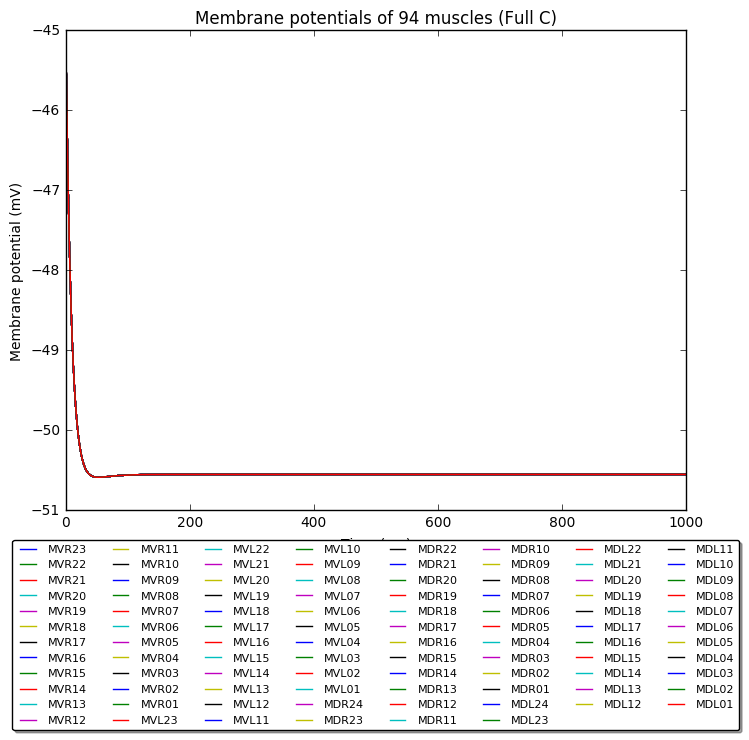 Membrane potentials of 94 muscles (Full C)
−45
−46
−47
−48
−49
−50
−51
Membrane potential (mV)
0 200 400 600 800 1000
MVR23 MVR11 MVL22 MVL10 MDR22 MDR10 MDL22 MDL11
MVR22 MVR10 MVL21 MVL09 MDR21 MDR09 MDL21 MDL10
MVR21 MVR09 MVL20 MVL08 MDR20 MDR08 MDL20 MDL09
MVR20 MVR08 MVL19 MVL07 MDR19 MDR07 MDL19 MDL08
MVR19 MVR07 MVL18 MVL06 MDR18 MDR06 MDL18 MDL07
MVR18 MVR06 MVL17 MVL05 MDR17 MDR05 MDL17 MDL06
MVR17 MVR05 MVL16 MVL04 MDR16 MDR04 MDL16 MDL05
MVR16 MVR04 MVL15 MVL03 MDR15 MDR03 MDL15 MDL04
MVR15 MVR03 MVL14 MVL02 MDR14 MDR02 MDL14 MDL03
MVR14 MVR02 MVL13 MVL01 MDR13 MDR01 MDL13 MDL02
MVR13 MVR01 MVL12 MDR24 MDR12 MDL24 MDL12 MDL01
MVR12 MVL23 MVL11 MDR23 MDR11 MDL23